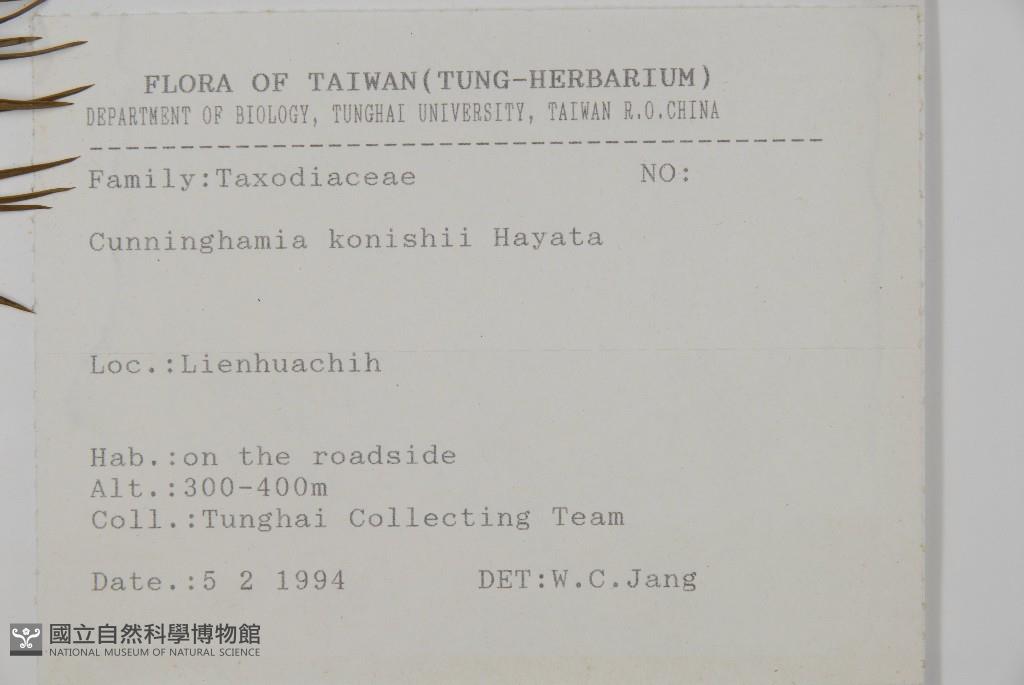 FLORA OF TAIWAN(TUNG-HERBARIUM)
DEPARTMENT OF BIOLOGY, TUNGHAI UNIVERSITY, TAIWAN R.O.CHINA
Family:Taxodiaceae NO:
Cunninghamia konishii Hayata
Loc.:Lienhuachih
Hab.:on the roadside
Alt.:300-400m
Coll.:Tunghai Collecting Team
Date.:5 2 1994 DET:W.C.Jang
國立自然科學博物館
NATIONAL MUSEUM OF NATURAL SCIENCE